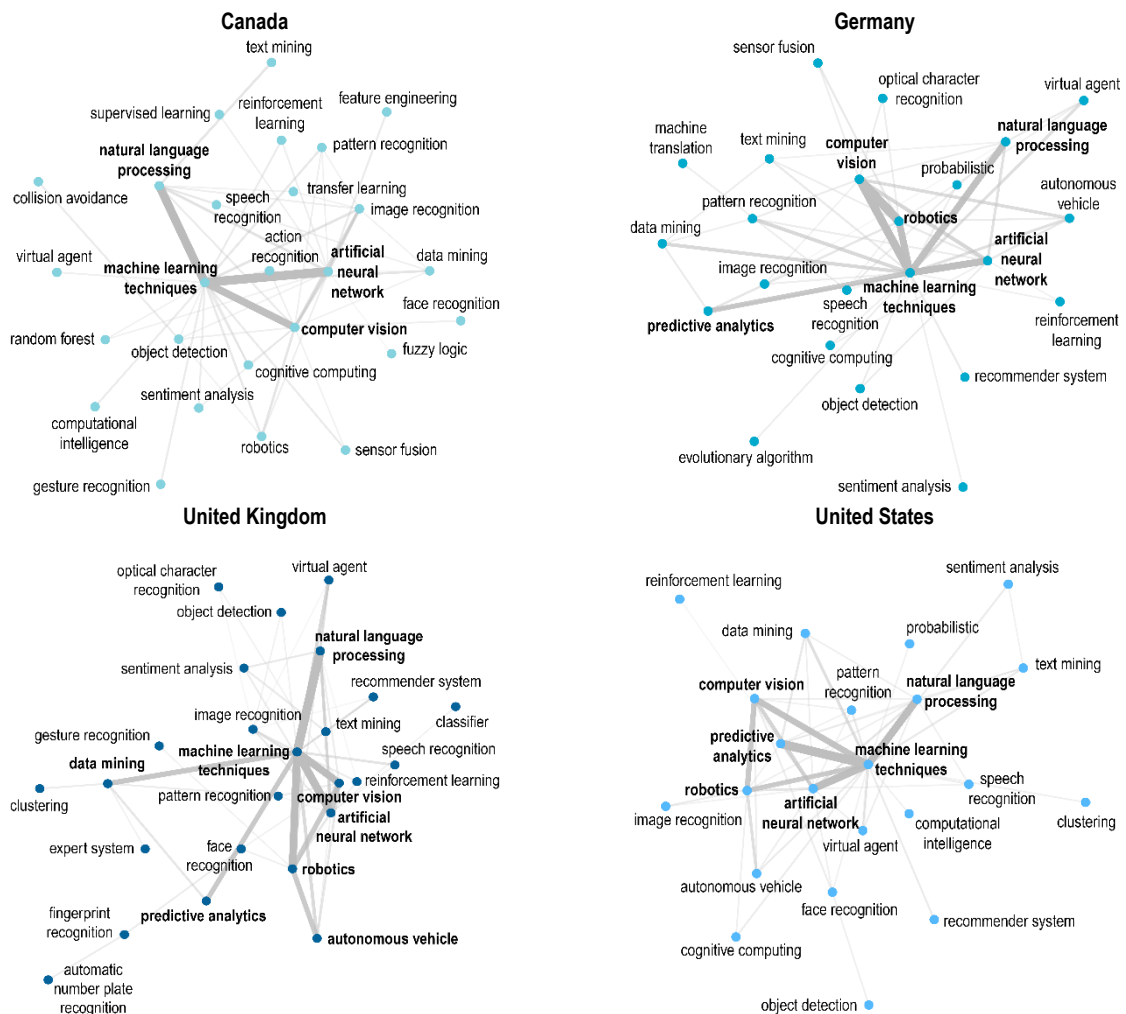 Canada
text mining
supervised learning
reinforcement
learning
feature engineering
pattern recognition
natural language
processing
collision avoidance
speech
recognition
transfer learning
image recognition
action
recognition
virtual agent
machine learning
techniques
artificial
neural
network
data mining
face recognition
random forest
object detection
computer vision
fuzzy logic
cognitive computing
sentiment analysis
computational
intelligence
robotics
sensor fusion
gesture recognition
Germany
sensor fusion
optical character
recognition
virtual agent
natural language
processing
machine
translation
text mining
computer
vision
probabilistic
autonomous
vehicle
pattern recognition
robotics
data mining
artificial
neural
network
image recognition
machine learning
techniques
predictive analytics
speech
recognition
reinforcement
learning
cognitive computing
recommender system
object detection
evolutionary algorithm
sentiment analysis
United Kingdom
virtual agent
optical character
recognition
object detection
natural language
processing
sentiment analysis
recommender system
image recognition
text mining
classifier
gesture recognition
machine learning
techniques
speech recognition
data mining
reinforcement learning
clustering
pattern recognition
computer vision
artificial
neural network
expert system
face
recognition
robotics
predictive analytics
fingerprint
recognition
autonomous vehicle
automatic
number plate
recognition
United States
sentiment analysis
reinforcement learning
data mining
probabilistic
text mining
computer vision
pattern
recognition
natural language
processing
predictive
analytics
machine learning
techniques
robotics
artificial
neural network
speech
recognition
image recognition
virtual agent
computational
intelligence
clustering
autonomous vehicle
face recognition
recommender system
cognitive computing
object detection